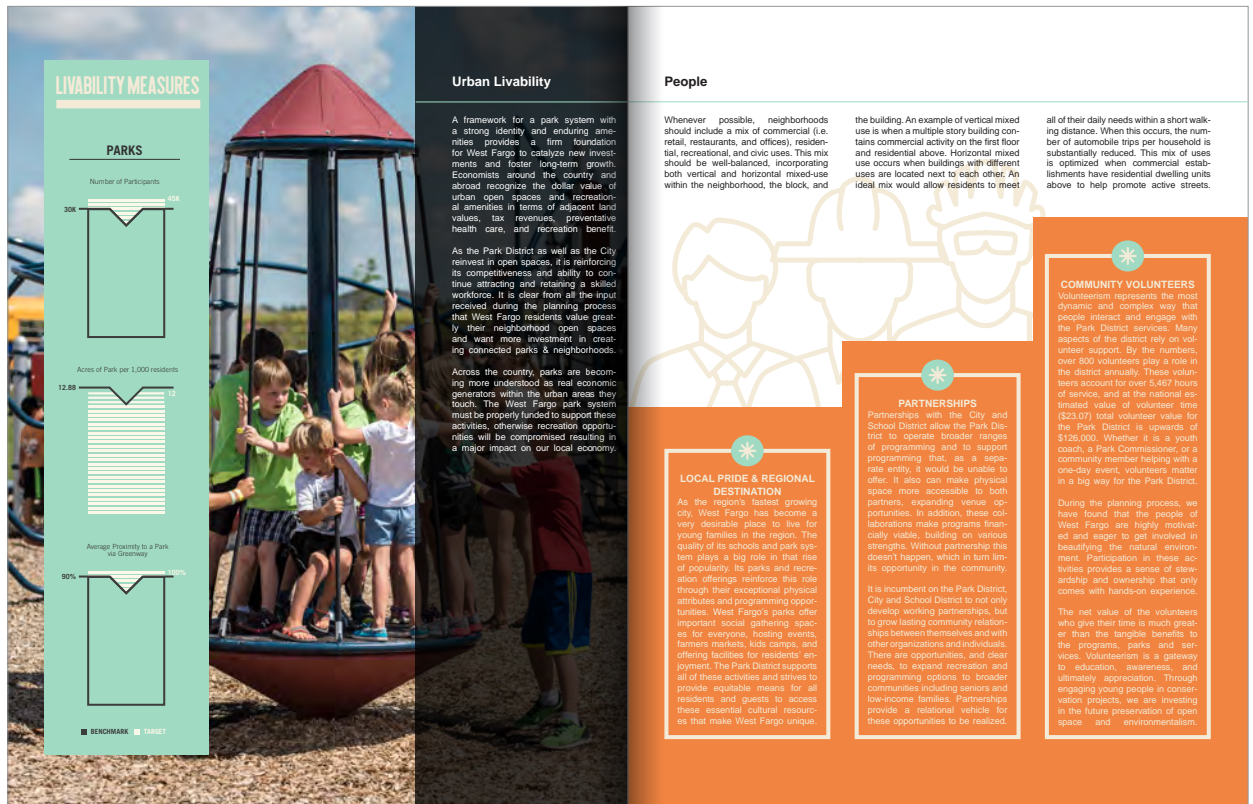 LIVABILITY MEASURES
PARKS
Number of Participants
45K
30K
Acres of Park per 1,000 residents
12.88
12
Average Proximity to a Park
via Greenway
100%
90%
BENCHMARK TARGET
Urban Livability
A framework for a park system with
a strong identity and enduring ame-
nities provides a firm foundation
for West Fargo to catalyze new invest-
ments and foster long-term growth.
Economists around the country and
abroad recognize the dollar value of
urban open spaces and recreation-
al amenities in terms of adjacent land
values, tax revenues, preventative
health care, and recreation benefit.
As the Park District as well as the City
reinvest in open spaces, it is reinforcing
its competitiveness and ability to con-
tinue attracting and retaining a skilled
workforce. It is clear from all the input
received during the planning process
that West Fargo residents value great-
ly their neighborhood open spaces
and want more investment in creat-
ing connected parks & neighborhoods.
Across the country, parks are becom-
ing more understood as real economic
generators within the urban areas they
touch. The West Fargo park system
must be properly funded to support these
activities, otherwise recreation opportu-
nities will be compromised resulting in
a major impact on our local economy.
People
Whenever possible, neighborhoods
should include a mix of commercial (i.e.
retail, restaurants, and offices), residen-
tial, recreational, and civic uses. This mix
should be well-balanced, incorporating
both vertical and horizontal mixed-use
within the neighborhood, the block, and
the building. An example of vertical mixed
use is when a multiple story building con-
tains commercial activity on the first floor
and residential above. Horizontal mixed
use occurs when buildings with different
uses are located next to each other. An
ideal mix would allow residents to meet
all of their daily needs within a short walk-
ing distance. When this occurs, the num-
ber of automobile trips per household is
substantially reduced. This mix of uses
is optimized when commercial estab-
lishments have residential dwelling units
above to help promote active streets.
LOCAL PRIDE & REGIONAL
DESTINATION
As the region's fastest growing
city, West Fargo has become a
very desirable place to live for
young families in the region. The
quality of its schools and park sys-
tem plays a big role in that rise
of popularity. Its parks and recre-
ation offerings reinforce this role
through their exceptional physical
attributes and programming oppor-
tunities. West Fargo's parks offer
important social gathering spac-
es for everyone, hosting events,
farmers markets, kids camps, and
offering facilities for residents' en-
joyment. The Park District supports
all of these activities and strives to
provide equitable means for all
residents and guests to access
these essential cultural resourc-
es that make West Fargo unique.
PARTNERSHIPS
Partnerships with the City and
School District allow the Park Dis-
trict to operate broader ranges
of programming and to support
programming that, as a sepa-
rate entity, it would be unable to
offer. It also can make physical
space more accessible to both
partners, expanding venue op-
portunities. In addition, these col-
laborations make programs finan-
cially viable, building on various
strengths. Without partnership this
doesn't happen, which in turn lim-
its opportunity in the community.
It is incumbent on the Park District,
City and School District to not only
develop working partnerships, but
to grow lasting community relation-
ships between themselves and with
other organizations and individuals.
There are opportunities, and clear
needs, to expand recreation and
programming options to broader
communities including seniors and
low-income families. Partnerships
provide a relational vehicle for
these opportunities to be realized.
COMMUNITY VOLUNTEERS
Volunteerism represents the most
dynamic and complex way that
people interact and engage with
the Park District services. Many
aspects of the district rely on vol-
unteer support. By the numbers,
over 800 volunteers play a role in
the district annually. These volun-
teers account for over 5,467 hours
of service, and at the national es-
timated value of volunteer time
($23.07) total volunteer value for
the Park District is upwards of
$126,000. Whether it is a youth
coach, a Park Commissioner, or a
community member helping with a
one-day event, volunteers matter
in a big way for the Park District.
During the planning process, we
have found that the people of
West Fargo are highly motivat-
ed and eager to get involved in
beautifying the natural environ-
ment. Participation in these ac-
tivities provides a sense of stew-
ardship and ownership that only
comes with hands-on experience.
The net value of the volunteers
who give their time is much great-
er than the tangible benefits to
the programs, parks and ser-
vices. Volunteerism is a gateway
to education, awareness, and
ultimately appreciation. Through
engaging young people in conser-
vation projects, we are investing
in the future preservation of open
space and environmentalism.